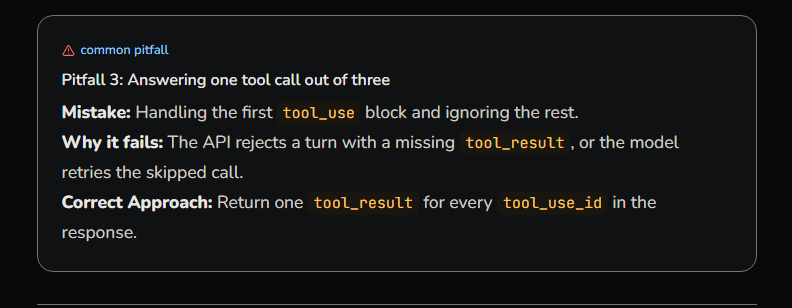 common pitfall
Pitfall 3: Answering one tool call out of three
Mistake: Handling the first tool_use block and ignoring the rest.
Why it fails: The API rejects a turn with a missing tool_result, or the model
retries the skipped call.
Correct Approach: Return one tool_result for every tool_use_id in the
response.